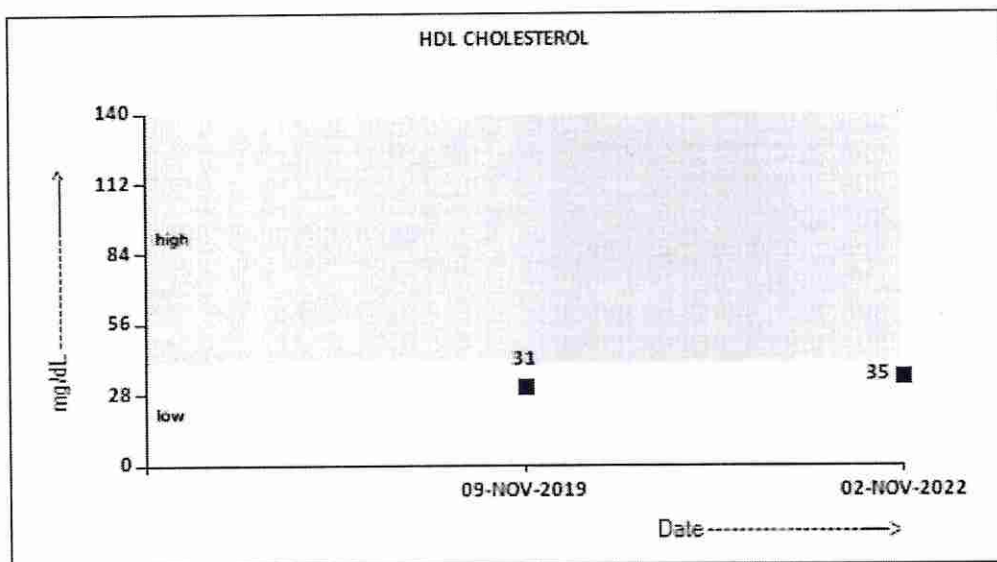 HDL CHOLESTEROL
140
112
high
84
56
31
35
28
low
0
mg/dL
09-NOV-2019
02-NOV-2022
Date